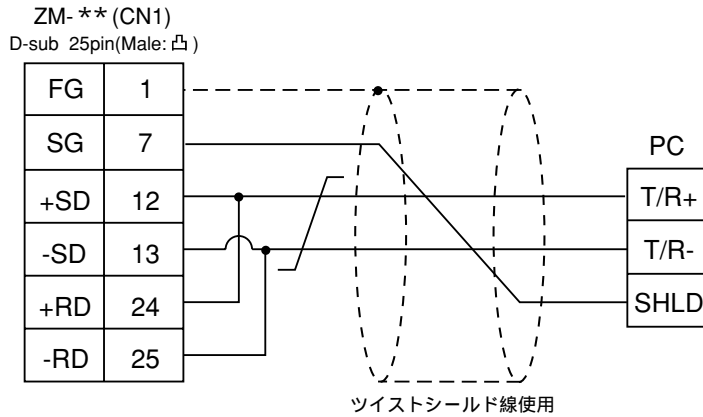 ZM-** (CN1)
D-sub 25pin(Male: 凸)
FG 1
SG 7
+SD 12
-SD 13
+RD 24
-RD 25
PC
T/R+
T/R-
SHLD
ツイストシールド線使用